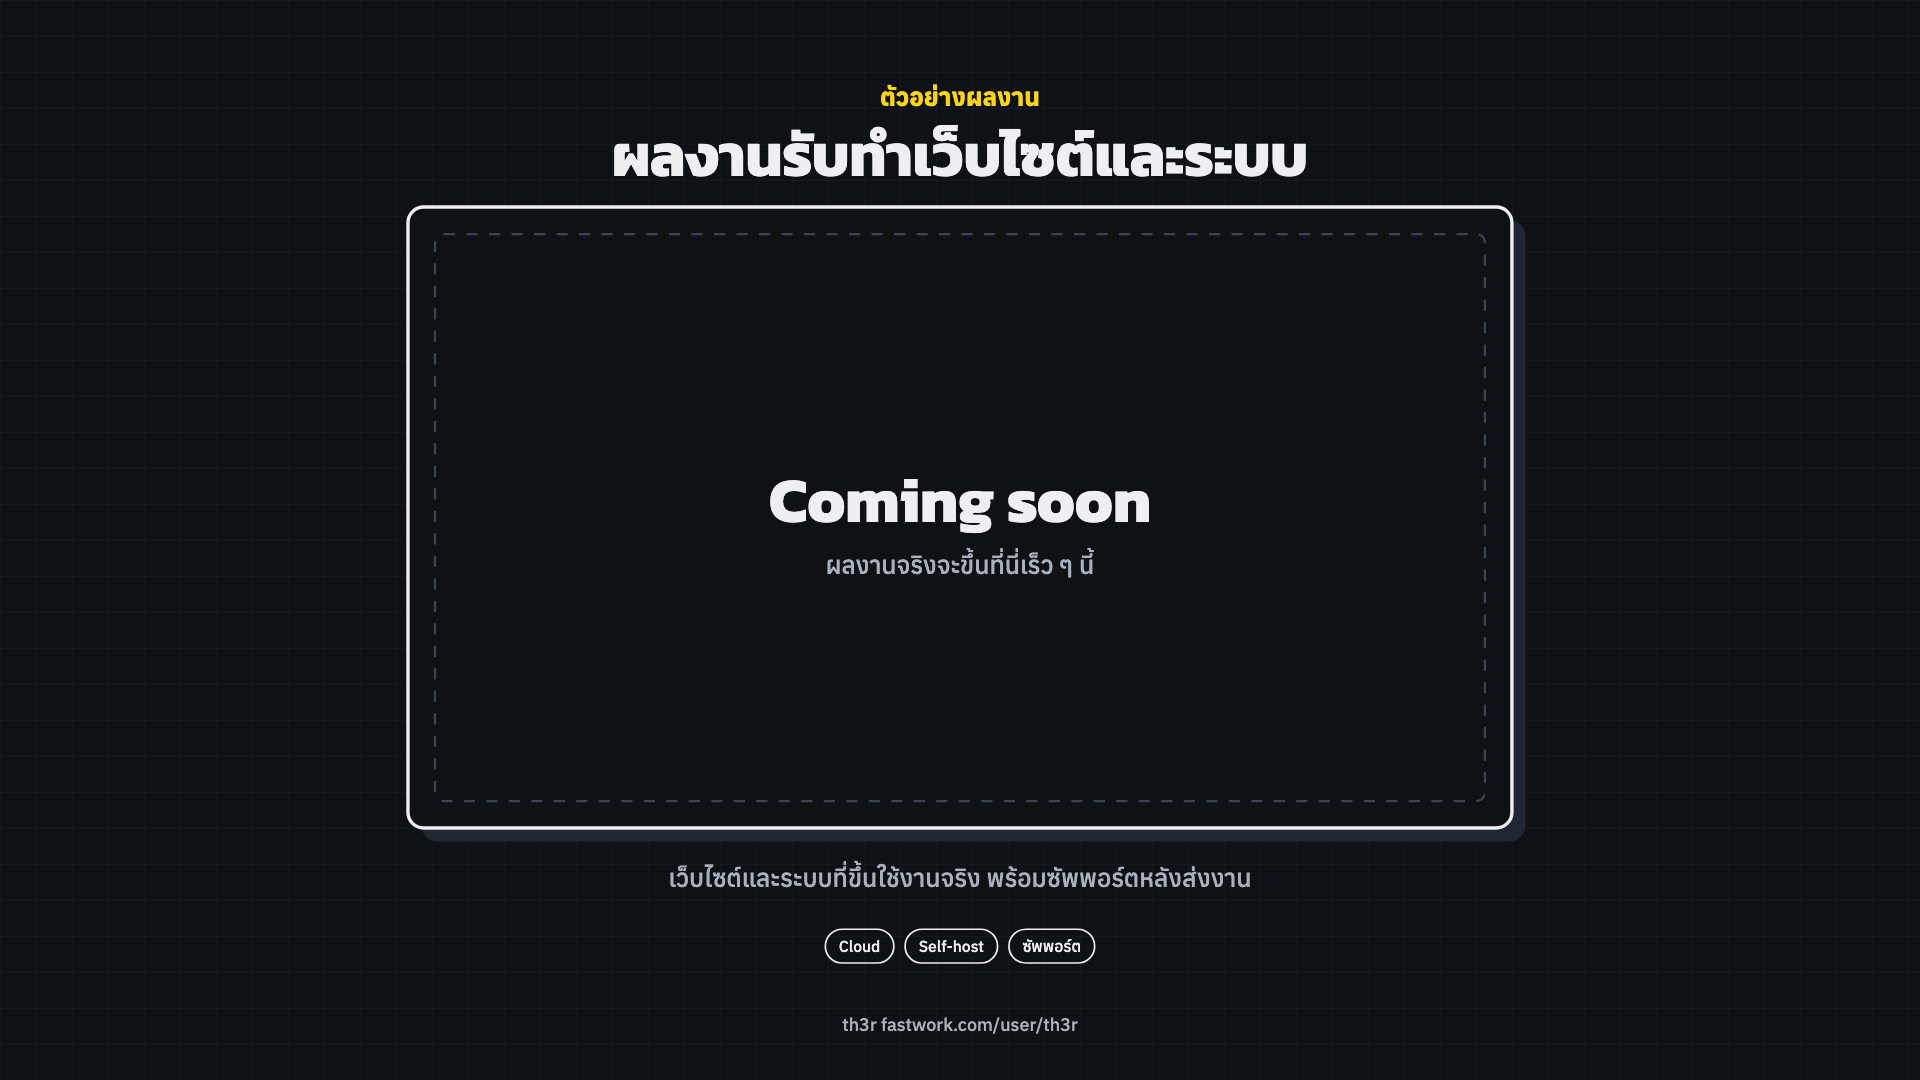 ตัวอย่างผลงาน
ผลงานรับทำเว็บไซต์และระบบ
Coming soon
ผลงานจริงจะขึ้นที่นี่เร็ว ๆ นี้
เว็บไซต์และระบบที่ขึ้นใช้งานจริง พร้อมซัพพอร์ตหลังส่งงาน
Cloud Self-host ซัพพอร์ต
th3r fastwork.com/user/th3r